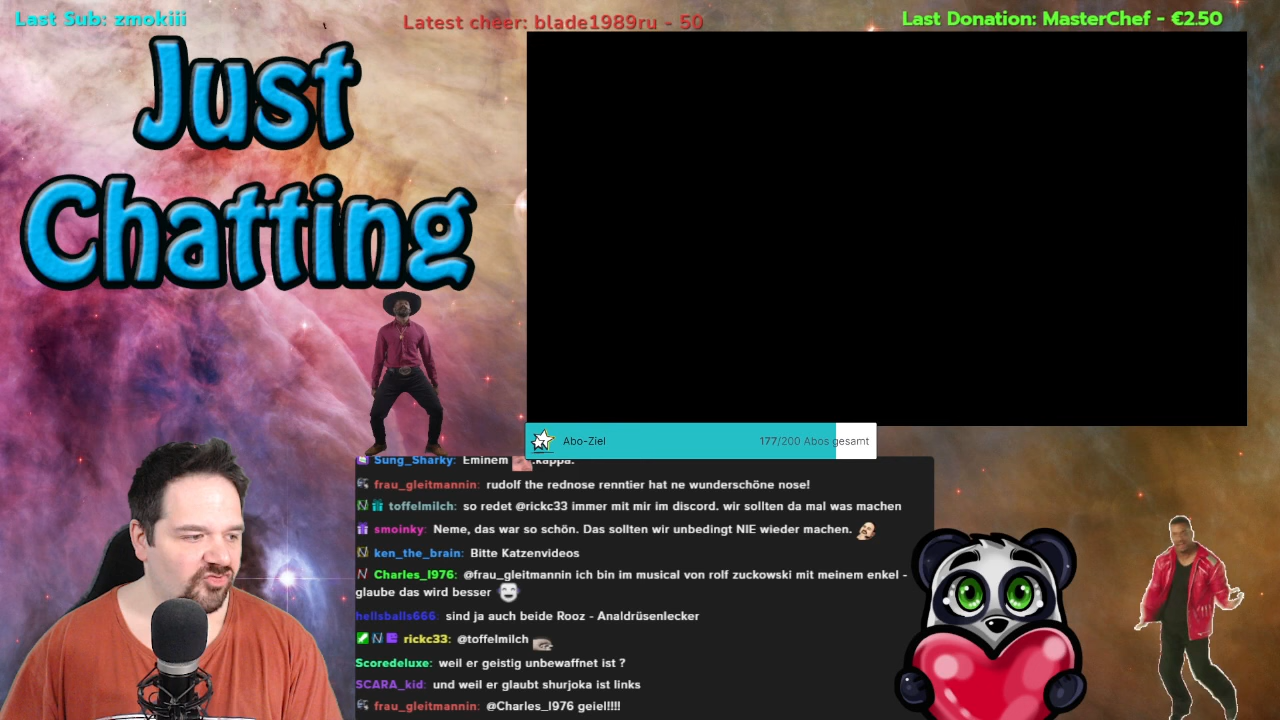 Last Sub: zmokiii
Latest cheer: blade1989ru - 50
Last Donation: MasterChef - €2.50
Just
Chatting
Abo-Ziel
177/200 Abos gesamt
Sung_Sharky: Eminem .kappa.
frau_gleitmannin: rudolf the rednose renntier hat ne wunderschöne nose!
toffelmilch: so redet @rickc33 immer mit mir im discord. wir sollten da mal was machen
smoinky: Neme, das war so schön. Das sollten wir unbedingt NIE wieder machen.
ken_the_brain: Bitte Katzenvideos
Charles_1976: @frau_gleitmannin ich bin im musical von rolf zuckowski mit meinem enkel -
glaube das wird besser
hellsballs666: sind ja auch beide Rooz - Analdrüsenlecker
rickc33: @toffelmilch
Scoredeluxe: weil er geistig unbewaffnet ist ?
SCARA_kid: und weil er glaubt shurjoka ist links
frau_gleitmannin: @Charles_1976 geiel!!!!